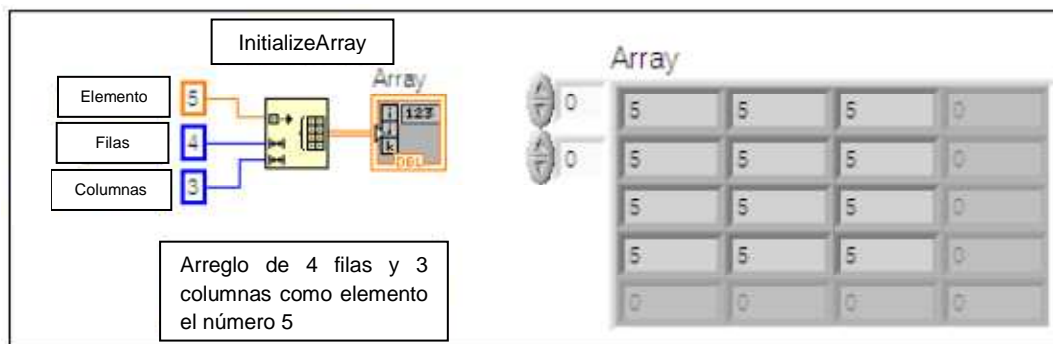 InitializeArray
Elemento
5
Filas
4
Columnas
3
Array
i
j
k
123
DBL
Arreglo de 4 filas y 3
columnas como elemento
el número 5
Array
0
0
5 5 5 0
5 5 5 0
5 5 5 0
5 5 5 0
0 0 0 0